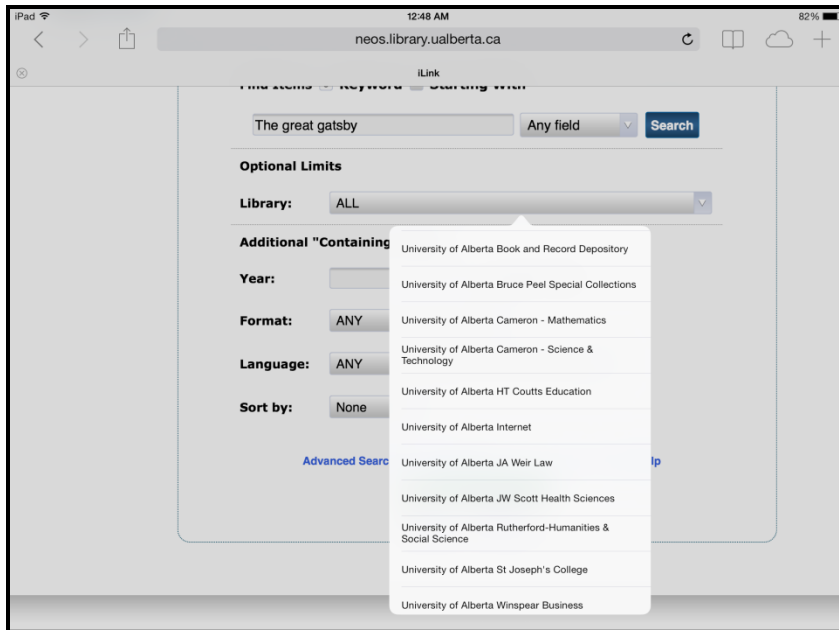 iPad 12:48 AM 82%
neos.library.ualberta.ca
iLink
Find Items Keyword Starting With
The great gatsby Any field Search
Optional Limits
Library: ALL
Additional "Containing
Year:
Format: ANY
Language: ANY
Sort by: None
Advanced Searc lp
University of Alberta Book and Record Depository
University of Alberta Bruce Peel Special Collections
University of Alberta Cameron - Mathematics
University of Alberta Cameron - Science &
Technology
University of Alberta HT Coutts Education
University of Alberta Internet
University of Alberta JA Weir Law
University of Alberta JW Scott Health Sciences
University of Alberta Rutherford-Humanities &
Social Science
University of Alberta St Joseph's College
University of Alberta Winspear Business